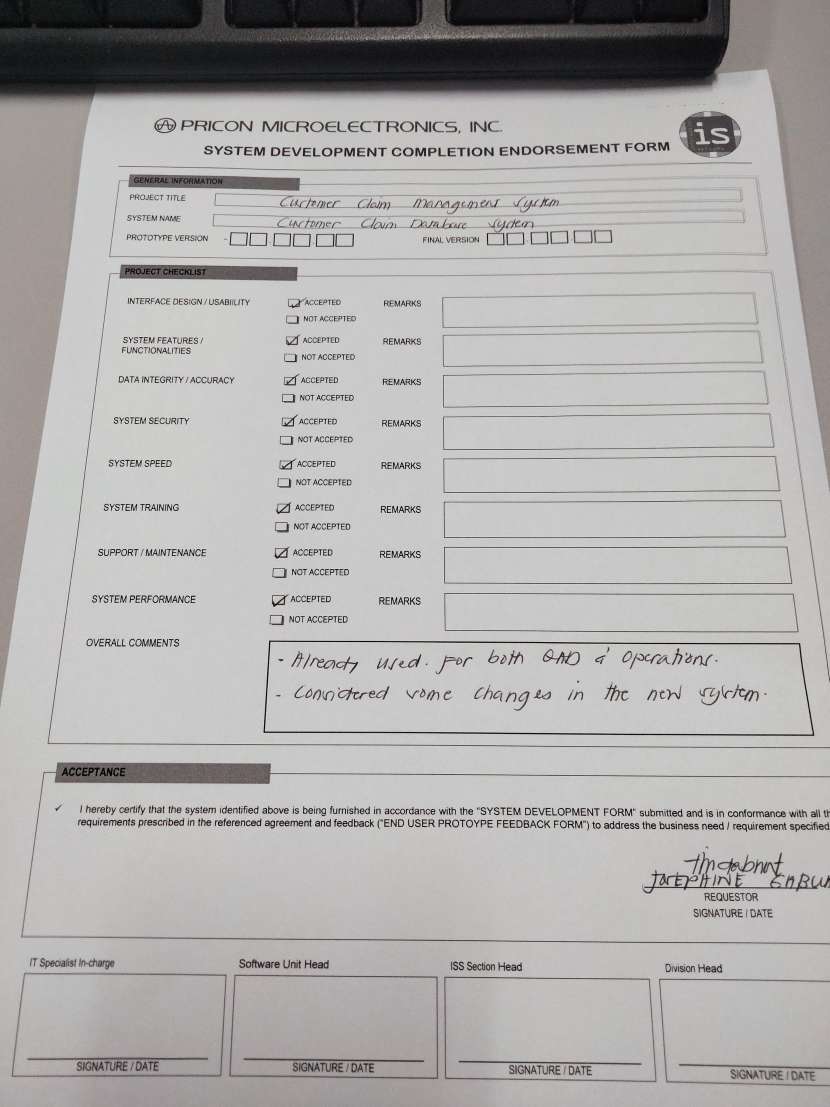 PRICON MICROELECTRONICS, INC.
is
SYSTEM DEVELOPMENT COMPLETION ENDORSEMENT FORM
GENERAL INFORMATION
PROJECT TITLE Customer Claim Management System
SYSTEM NAME Customer Claim Database System
PROTOTYPE VERSION - . . FINAL VERSION . .
PROJECT CHECKLIST
INTERFACE DESIGN / USABIILITY ACCEPTED REMARKS
NOT ACCEPTED
SYSTEM FEATURES / ACCEPTED REMARKS
FUNCTIONALITIES NOT ACCEPTED
DATA INTEGRITY / ACCURACY ACCEPTED REMARKS
NOT ACCEPTED
SYSTEM SECURITY ACCEPTED REMARKS
NOT ACCEPTED
SYSTEM SPEED ACCEPTED REMARKS
NOT ACCEPTED
SYSTEM TRAINING ACCEPTED REMARKS
NOT ACCEPTED
SUPPORT / MAINTENANCE ACCEPTED REMARKS
NOT ACCEPTED
SYSTEM PERFORMANCE ACCEPTED REMARKS
NOT ACCEPTED
OVERALL COMMENTS
- Already used. For both QAD & Operations.
- Considered some changes in the new system.
ACCEPTANCE
✓ I hereby certify that the system identified above is being furnished in accordance with the "SYSTEM DEVELOPMENT FORM" submitted and is in conformance with all
requirements prescribed in the referenced agreement and feedback ("END USER PROTOYPE FEEDBACK FORM") to address the business need / requirement specified
JOSEPHINE
REQUESTOR
SIGNATURE / DATE
IT Specialist In-charge Software Unit Head ISS Section Head Division Head
SIGNATURE / DATE SIGNATURE / DATE SIGNATURE / DATE SIGNATURE / DATE